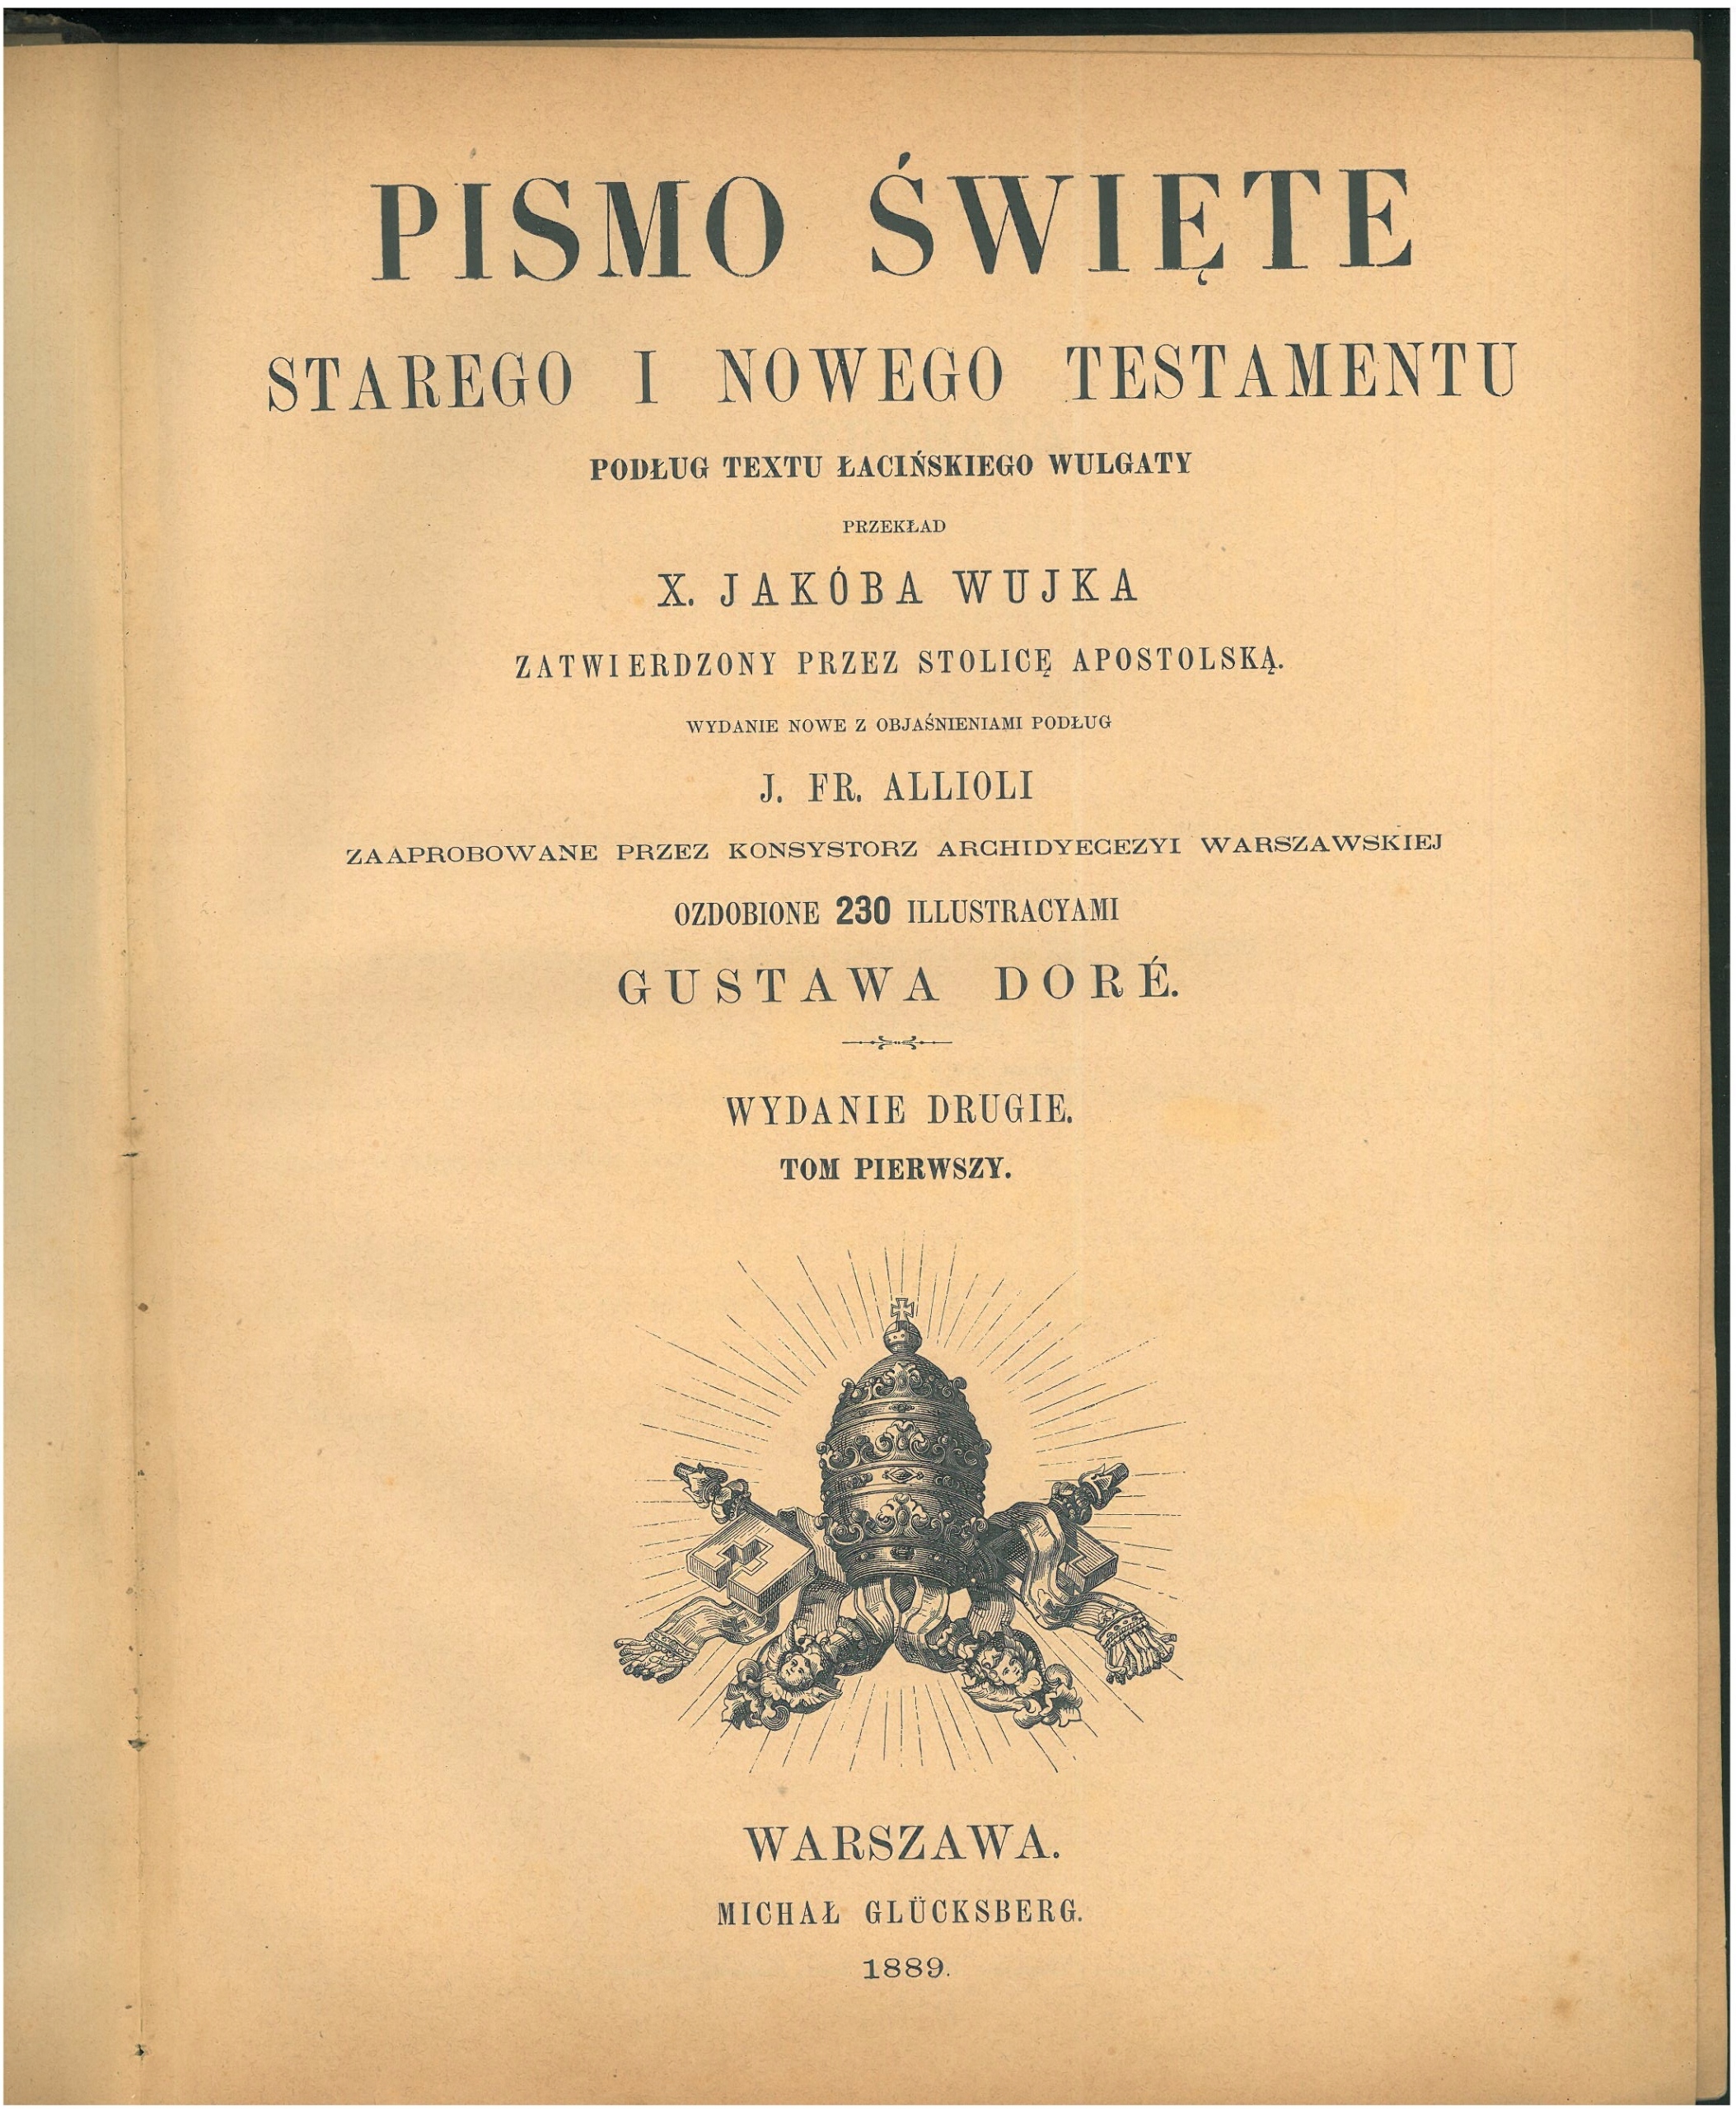 PISMO ŚWIĘTE
STAREGO I NOWEGO TESTAMENTU
PODŁUG TEXTU ŁACIŃSKIEGO WULGATY
PRZEKŁAD
X. JAKÓBA WUJKA
ZATWIERDZONY PRZEZ STOLICĘ APOSTOLSKĄ.
WYDANIE NOWE Z OBJAŚNIENIAMI PODŁUG
J. FR. ALLIOLI
ZAAPROBOWANE PRZEZ KONSYSTORZ ARCHIDYECEZYI WARSZAWSKIEJ
OZDOBIONE 230 ILLUSTRACYAMI
GUSTAWA DORÉ.
WYDANIE DRUGIE.
TOM PIERWSZY.
WARSZAWA.
MICHAŁ GLÜCKSBERG.
1889.